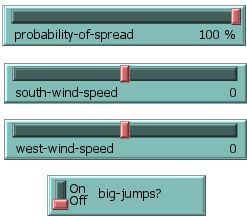 probability-of-spread 100 %
south-wind-speed 0
west-wind-speed 0
On
Off big-jumps?